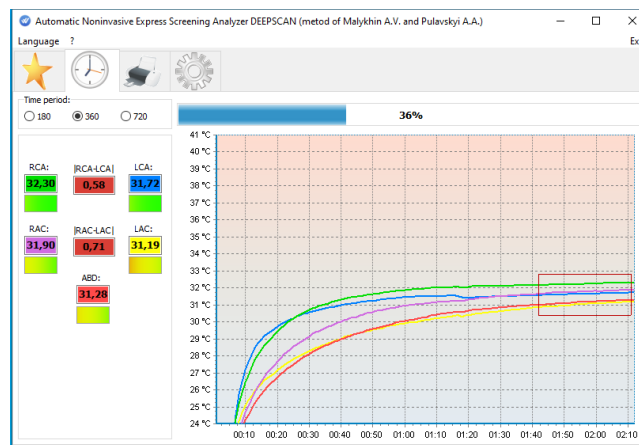 Automatic Noninvasive Express Screening Analyzer DEEPSCAN (metod of Malykhin A.V. and Pulavskyi A.A.)
Language ? Ex
Time period:
180 360 720
36%
RCA: |RCA-LCA| LCA:
32,30 0,58 31,72
RAC: |RAC-LAC| LAC:
31,90 0,71 31,19
ABD:
31,28
41 °C
40 °C
39 °C
38 °C
37 °C
36 °C
35 °C
34 °C
33 °C
32 °C
31 °C
30 °C
29 °C
28 °C
27 °C
26 °C
25 °C
24 °C
00:10 00:20 00:30 00:40 00:50 01:00 01:10 01:20 01:30 01:40 01:50 02:00 02:10